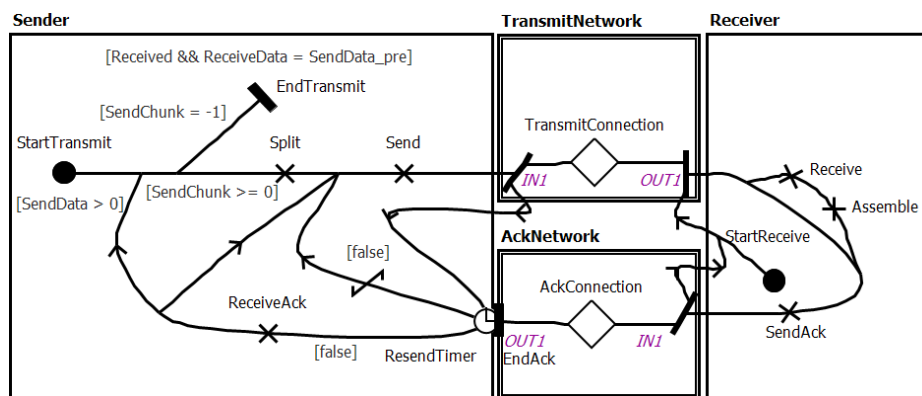 Sender
TransmitNetwork
Receiver
[Received && ReceiveData = SendData_pre]
EndTransmit
[SendChunk = -1]
StartTransmit
Split
Send
TransmitConnection
Receive
[SendData > 0]
[SendChunk >= 0]
IN1
OUT1
Assemble
AckNetwork
StartReceive
[false]
AckConnection
ReceiveAck
SendAck
[false]
ResendTimer
OUT1
IN1
EndAck